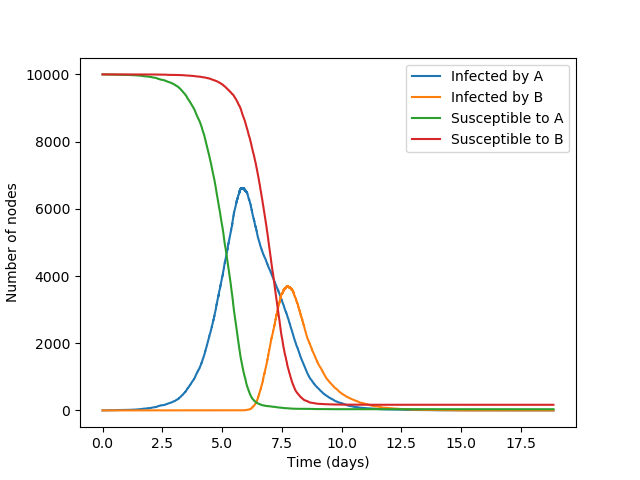 Infected by A
Infected by B
Susceptible to A
Susceptible to B
10000
8000
6000
4000
2000
0
Number of nodes
0.0 2.5 5.0 7.5 10.0 12.5 15.0 17.5
Time (days)